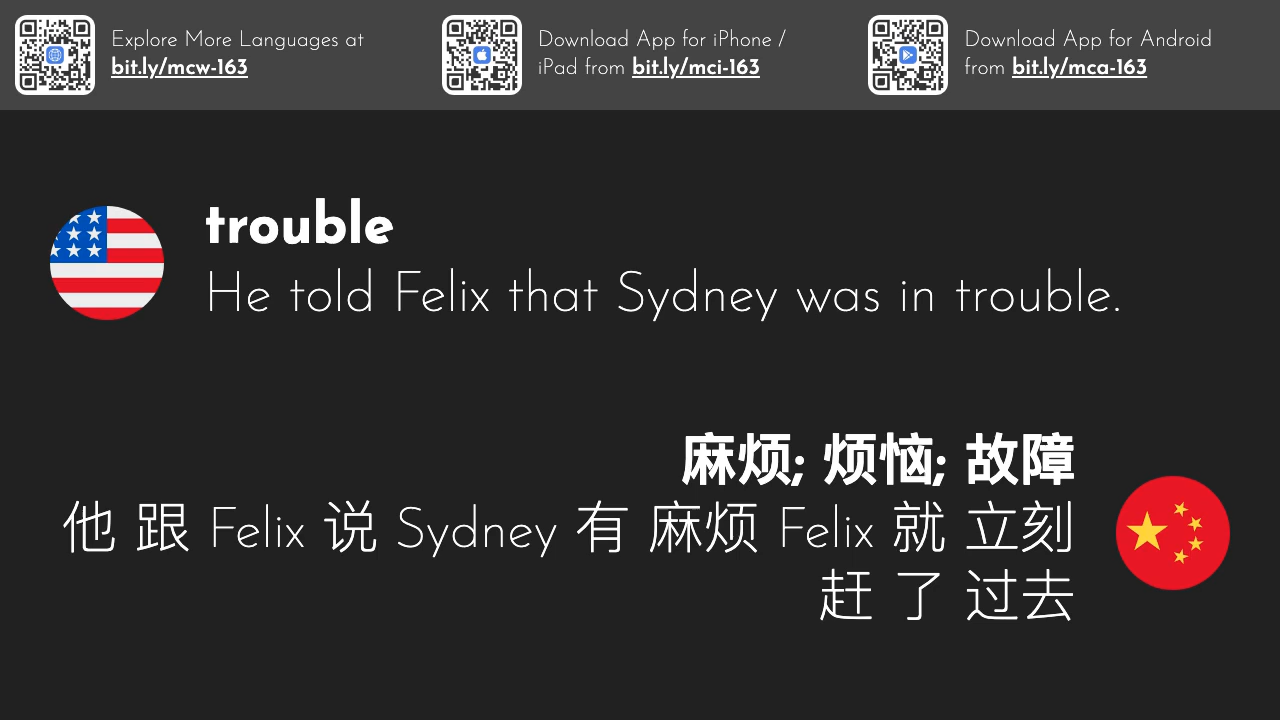 Explore More Languages at
bit.ly/mcw-163
Download App for iPhone /
iPad from bit.ly/mci-163
Download App for Android
from bit.ly/mca-163
trouble
He told Felix that Sydney was in trouble.
麻烦; 烦恼; 故障
他 跟 Felix 说 Sydney 有 麻烦 Felix 就 立刻
赶 了 过去